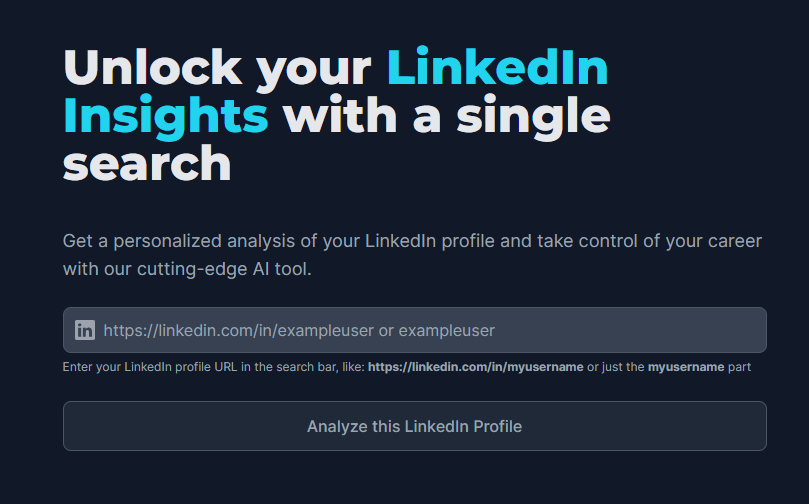 Unlock your LinkedIn
Insights with a single
search
Get a personalized analysis of your LinkedIn profile and take control of your career
with our cutting-edge AI tool.
in https://linkedin.com/in/exampleuser or exampleuser
Enter your LinkedIn profile URL in the search bar, like: https://linkedin.com/in/myusername or just the myusername part
Analyze this LinkedIn Profile